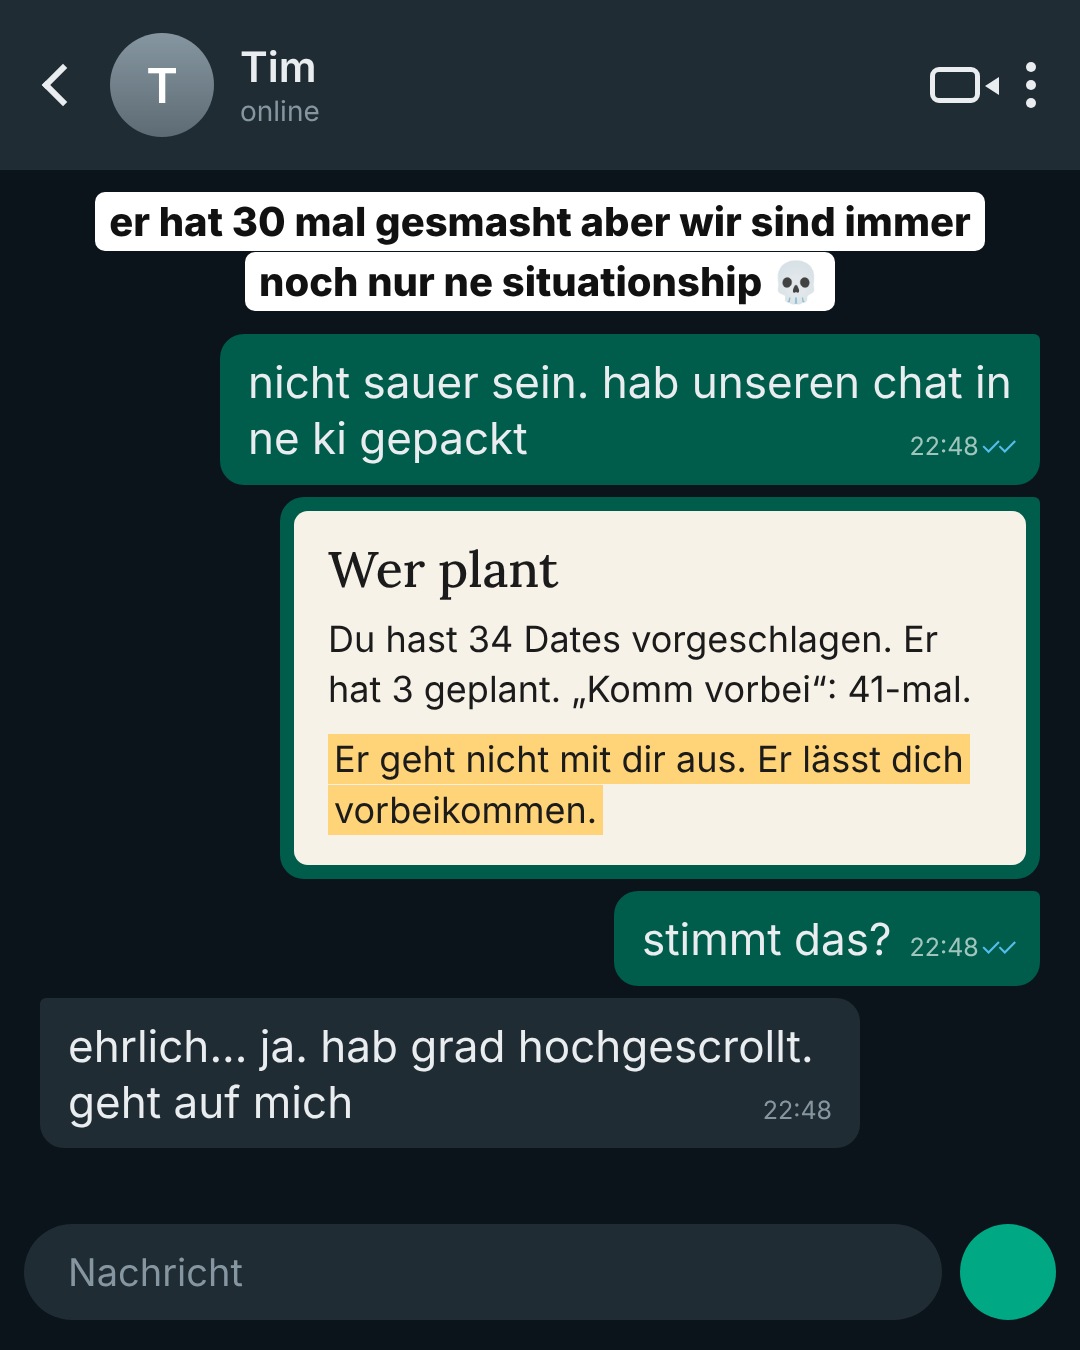 T
Tim
online
er hat 30 mal gesmasht aber wir sind immer
noch nur ne situationship 💀
nicht sauer sein. hab unseren chat in
ne ki gepackt
22:48
Wer plant
Du hast 34 Dates vorgeschlagen. Er
hat 3 geplant. „Komm vorbei“: 41-mal.
Er geht nicht mit dir aus. Er lässt dich
vorbeikommen.
stimmt das? 22:48
ehrlich... ja. hab grad hochgescrollt.
geht auf mich
22:48
Nachricht